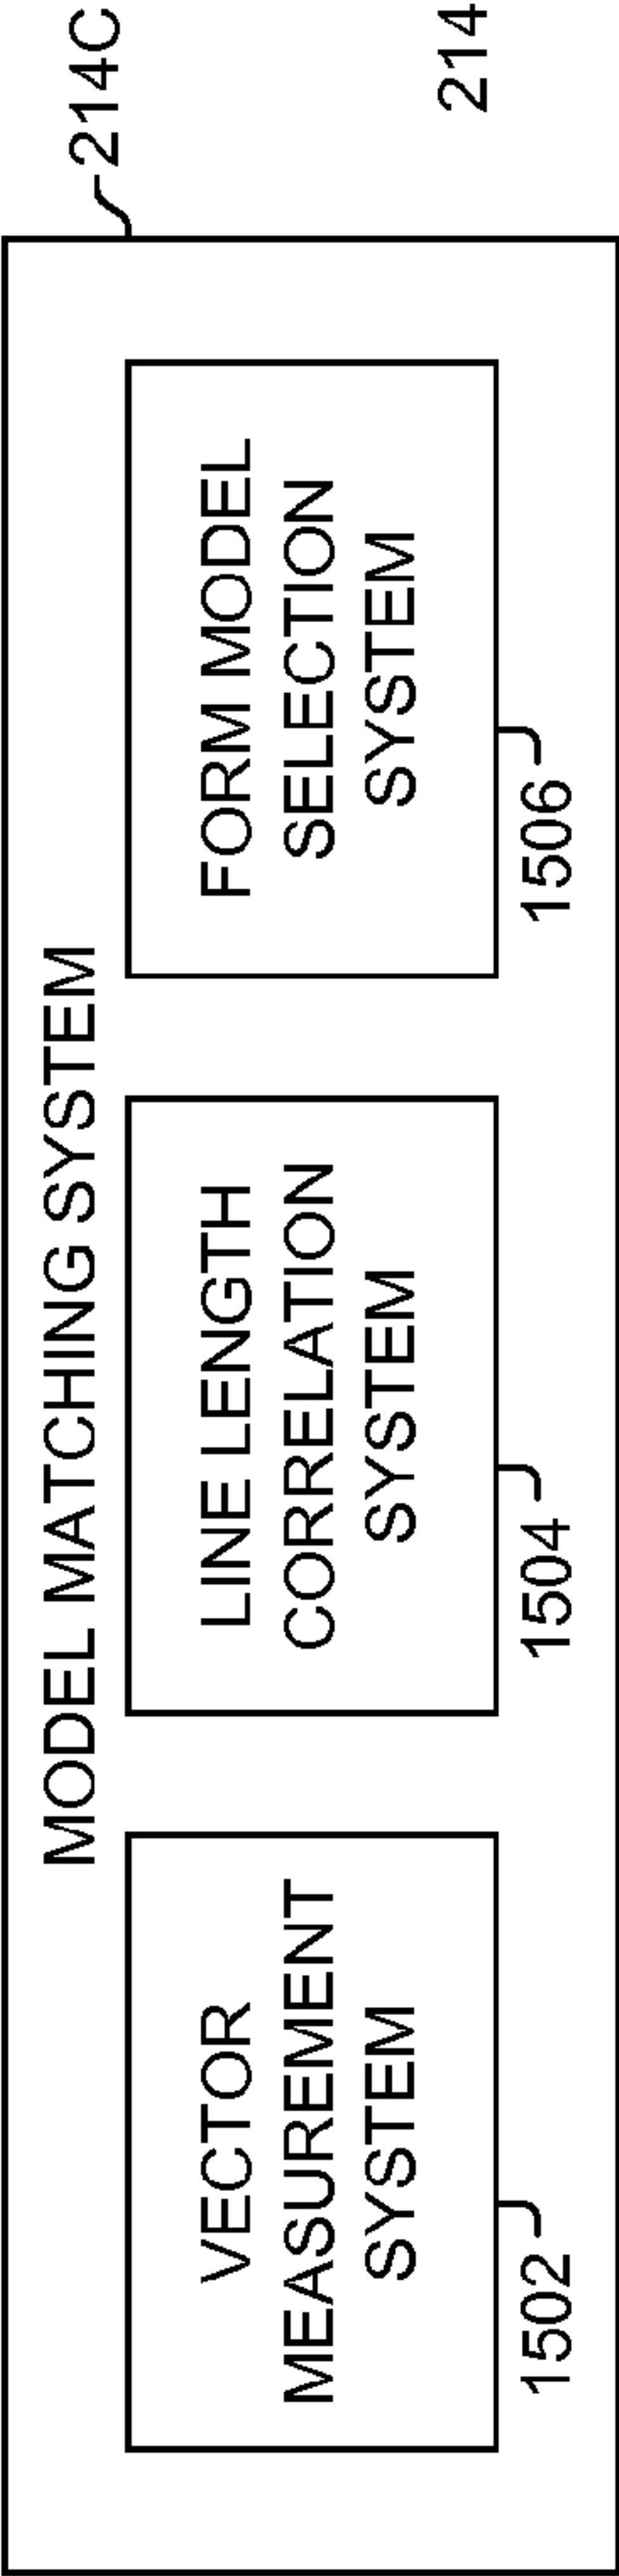 MODEL MATCHING SYSTEM
214C
VECTOR
MEASUREMENT
SYSTEM
1502
LINE LENGTH
CORRELATION
SYSTEM
1504
FORM MODEL
SELECTION
SYSTEM
1506
214